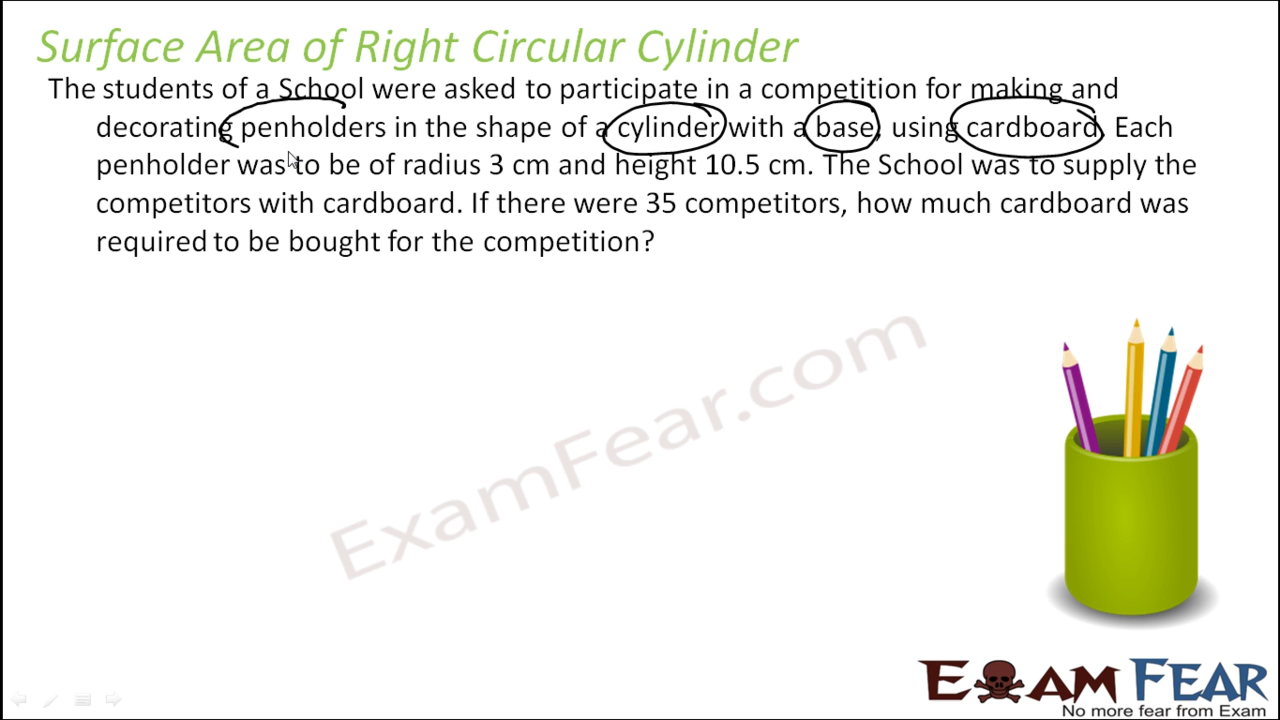 Surface Area of Right Circular Cylinder
The students of a School were asked to participate in a competition for making and
decorating penholders in the shape of a cylinder with a base, using cardboard. Each
penholder was to be of radius 3 cm and height 10.5 cm. The School was to supply the
competitors with cardboard. If there were 35 competitors, how much cardboard was
required to be bought for the competition?
ExamFear.com
EXAM FEAR
No more fear from Exam